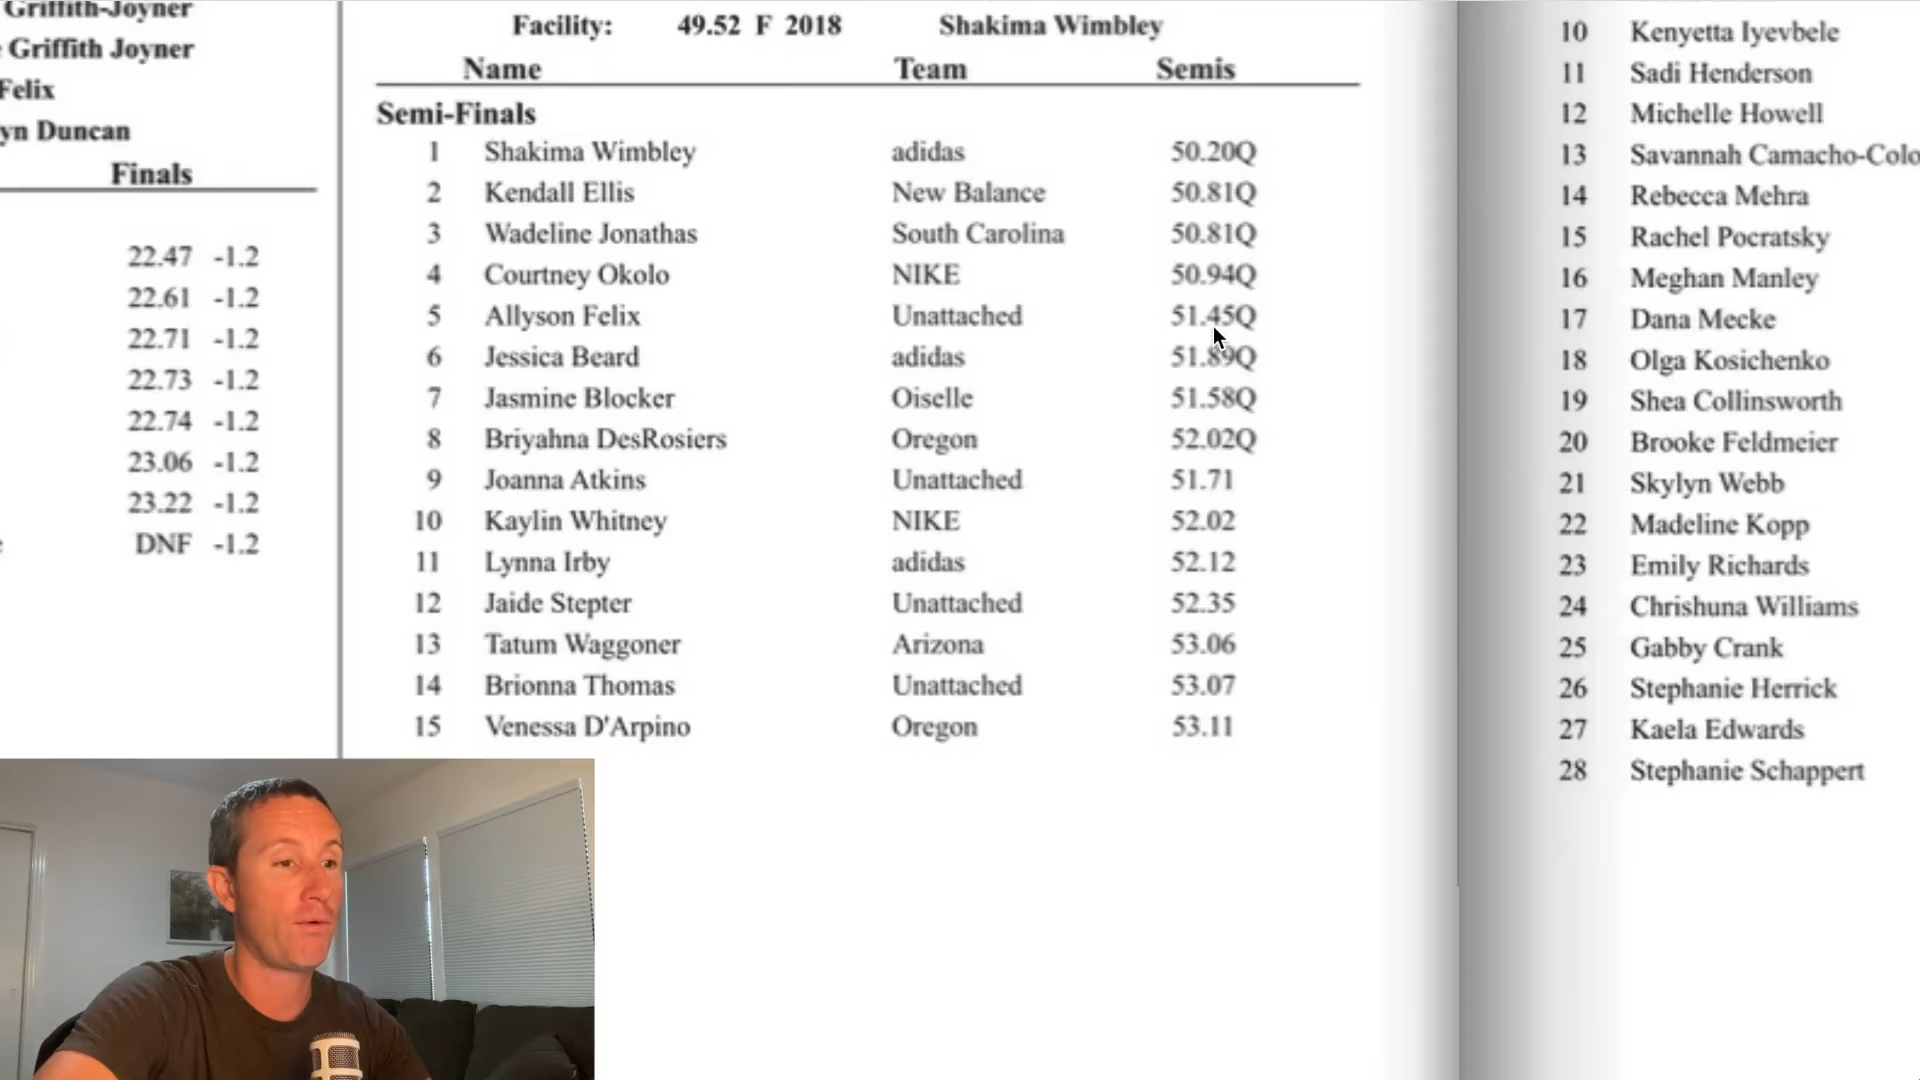 Griffith-Joyner
Griffith Joyner
Felix
yn Duncan
Finals
22.47 -1.2
22.61 -1.2
22.71 -1.2
22.73 -1.2
22.74 -1.2
23.06 -1.2
23.22 -1.2
DNF -1.2
Facility: 49.52 F 2018 Shakima Wimbley
Name Team Semis
Semi-Finals
1 Shakima Wimbley adidas 50.20Q
2 Kendall Ellis New Balance 50.81Q
3 Wadeline Jonathas South Carolina 50.81Q
4 Courtney Okolo NIKE 50.94Q
5 Allyson Felix Unattached 51.45Q
6 Jessica Beard adidas 51.89Q
7 Jasmine Blocker Oiselle 51.58Q
8 Briyahna DesRosiers Oregon 52.02Q
9 Joanna Atkins Unattached 51.71
10 Kaylin Whitney NIKE 52.02
11 Lynna Irby adidas 52.12
12 Jaide Stepter Unattached 52.35
13 Tatum Waggoner Arizona 53.06
14 Brionna Thomas Unattached 53.07
15 Venessa D'Arpino Oregon 53.11
10 Kenyetta Iyevbele
11 Sadi Henderson
12 Michelle Howell
13 Savannah Camacho-Colo
14 Rebecca Mehra
15 Rachel Pocratsky
16 Meghan Manley
17 Dana Mecke
18 Olga Kosichenko
19 Shea Collinsworth
20 Brooke Feldmeier
21 Skylyn Webb
22 Madeline Kopp
23 Emily Richards
24 Chrishuna Williams
25 Gabby Crank
26 Stephanie Herrick
27 Kaela Edwards
28 Stephanie Schappert